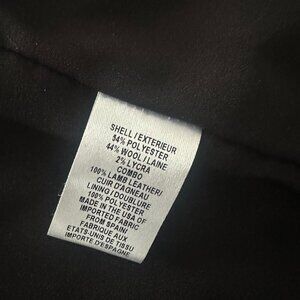 SHELL / EXTERIEUR
54% POLYESTER
44% WOOL / LAINE
2% LYCRA
COMBO
100% LAMB LEATHER/
CUIR D'AGNEAU
LINING / DOUBLURE
100% POLYESTER
MADE IN THE USA OF
IMPORTED FABRIC
FROM SPAIN
FABRIQUE AUX
ETATS-UNIS DE TISSU
IMPORTE D'ESPAGNE